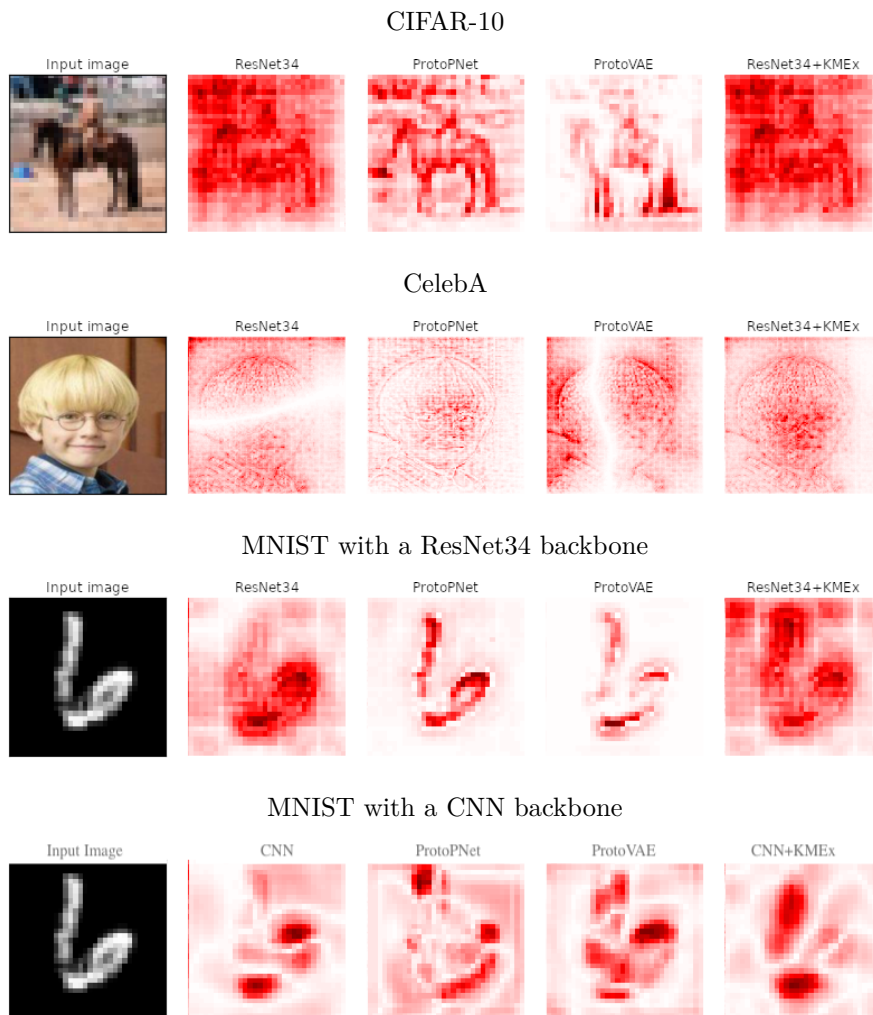 CIFAR-10
Input image ResNet34 ProtoPNet ProtoVAE ResNet34+KMEx
CelebA
Input image ResNet34 ProtoPNet ProtoVAE ResNet34+KMEx
MNIST with a ResNet34 backbone
Input image ResNet34 ProtoPNet ProtoVAE ResNet34+KMEx
MNIST with a CNN backbone
Input Image CNN ProtoPNet ProtoVAE CNN+KMEx